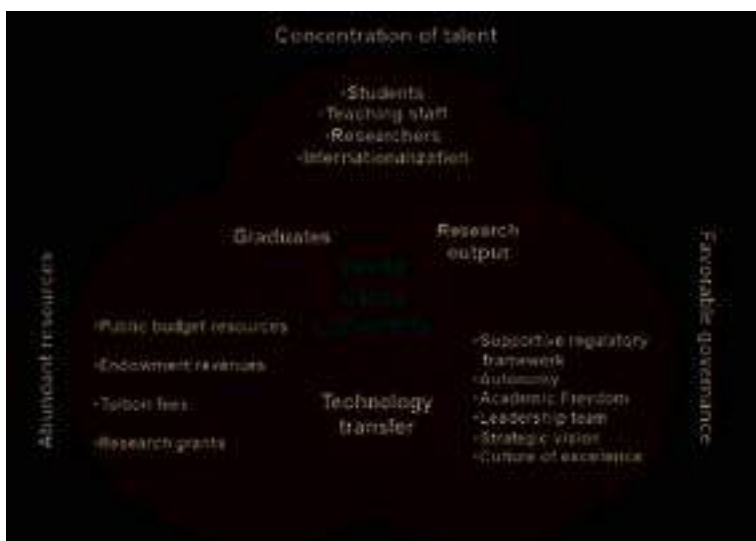 Concentration of talent
•Students
•Teaching staff
•Researchers
•Internationalization
Graduates
Research
output
Abundant resources
•Public budget resources
•Endowment revenues
•Tuition fees
•Research grants
Technology
transfer
•Supportive regulatory
framework
•Autonomy
•Academic Freedom
•Leadership team
•Strategic vision
•Culture of excellence
Favorable governance